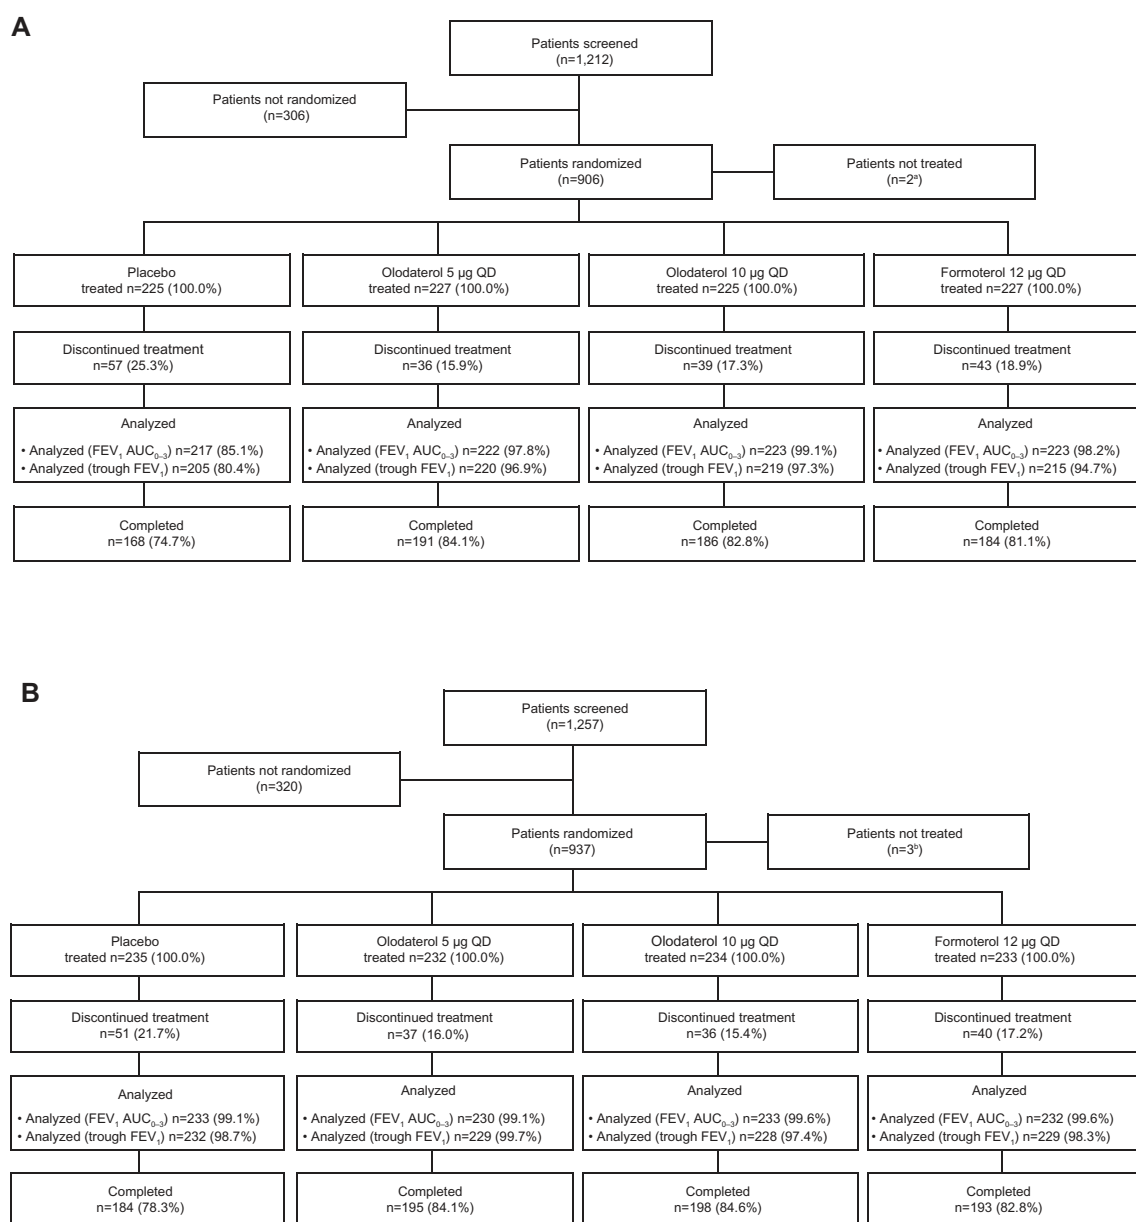 A
Patients screened
(n=1,212)
Patients not randomized
(n=306)
Patients randomized
(n=906)
Patients not treated
(n=2ᵃ)
Placebo
treated n=225 (100.0%)
Olodaterol 5 µg QD
treated n=227 (100.0%)
Olodaterol 10 µg QD
treated n=225 (100.0%)
Formoterol 12 µg QD
treated n=227 (100.0%)
Discontinued treatment
n=57 (25.3%)
Discontinued treatment
n=36 (15.9%)
Discontinued treatment
n=39 (17.3%)
Discontinued treatment
n=43 (18.9%)
Analyzed
• Analyzed (FEV₁ AUC₀₋₃) n=217 (85.1%)
• Analyzed (trough FEV₁) n=205 (80.4%)
Analyzed
• Analyzed (FEV₁ AUC₀₋₃) n=222 (97.8%)
• Analyzed (trough FEV₁) n=220 (96.9%)
Analyzed
• Analyzed (FEV₁ AUC₀₋₃) n=223 (99.1%)
• Analyzed (trough FEV₁) n=219 (97.3%)
Analyzed
• Analyzed (FEV₁ AUC₀₋₃) n=223 (98.2%)
• Analyzed (trough FEV₁) n=215 (94.7%)
Completed
n=168 (74.7%)
Completed
n=191 (84.1%)
Completed
n=186 (82.8%)
Completed
n=184 (81.1%)
B
Patients screened
(n=1,257)
Patients not randomized
(n=320)
Patients randomized
(n=937)
Patients not treated
(n=3ᵇ)
Placebo
treated n=235 (100.0%)
Olodaterol 5 µg QD
treated n=232 (100.0%)
Olodaterol 10 µg QD
treated n=234 (100.0%)
Formoterol 12 µg QD
treated n=233 (100.0%)
Discontinued treatment
n=51 (21.7%)
Discontinued treatment
n=37 (16.0%)
Discontinued treatment
n=36 (15.4%)
Discontinued treatment
n=40 (17.2%)
Analyzed
• Analyzed (FEV₁ AUC₀₋₃) n=233 (99.1%)
• Analyzed (trough FEV₁) n=232 (98.7%)
Analyzed
• Analyzed (FEV₁ AUC₀₋₃) n=230 (99.1%)
• Analyzed (trough FEV₁) n=229 (99.7%)
Analyzed
• Analyzed (FEV₁ AUC₀₋₃) n=233 (99.6%)
• Analyzed (trough FEV₁) n=228 (97.4%)
Analyzed
• Analyzed (FEV₁ AUC₀₋₃) n=232 (99.6%)
• Analyzed (trough FEV₁) n=229 (98.3%)
Completed
n=184 (78.3%)
Completed
n=195 (84.1%)
Completed
n=198 (84.6%)
Completed
n=193 (82.8%)